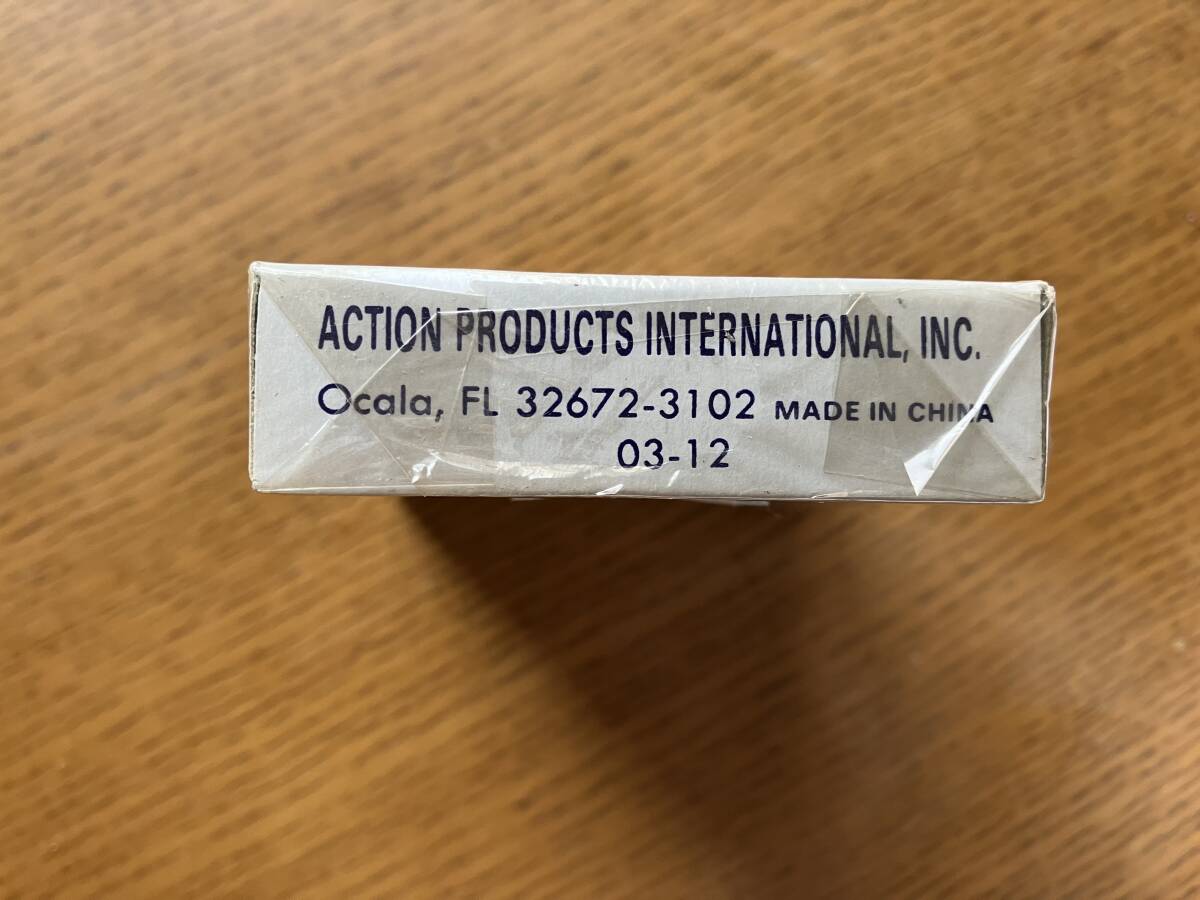 ACTION PRODUCTS INTERNATIONAL, INC.
Ocala, FL 32672-3102 MADE IN CHINA
03-12